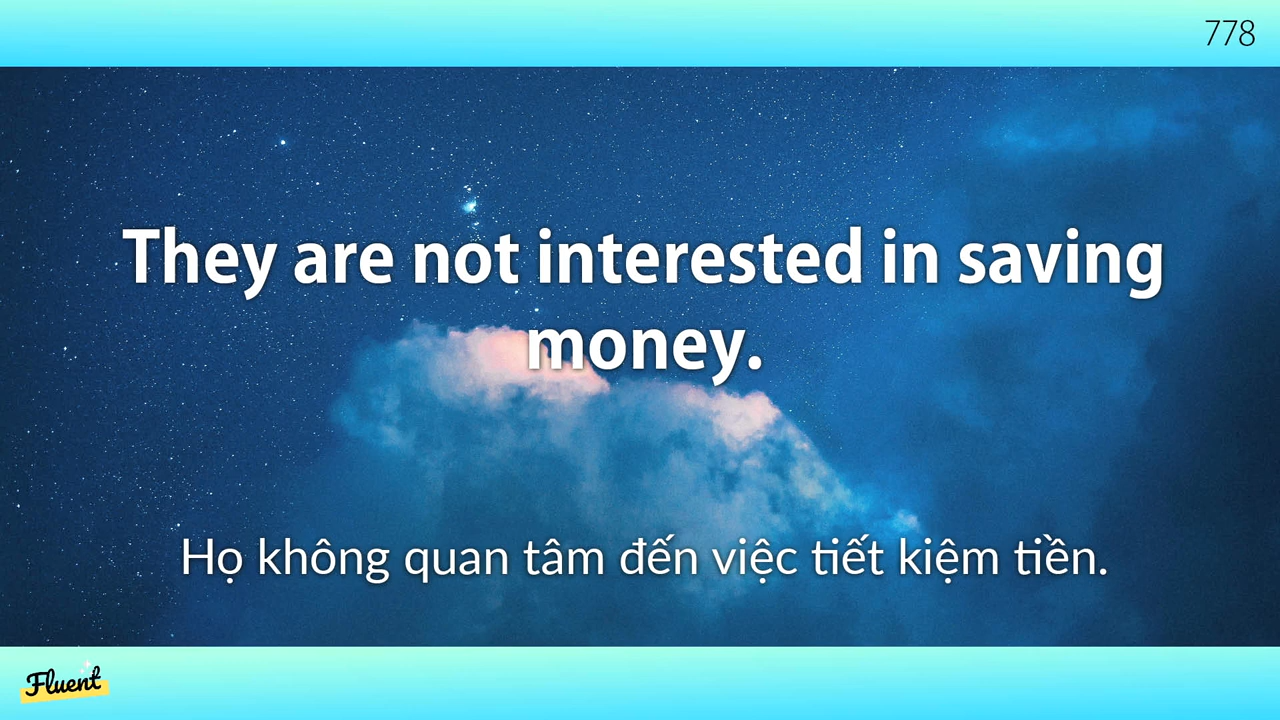 778
They are not interested in saving
money.
Họ không quan tâm đến việc tiết kiệm tiền.
Fluent